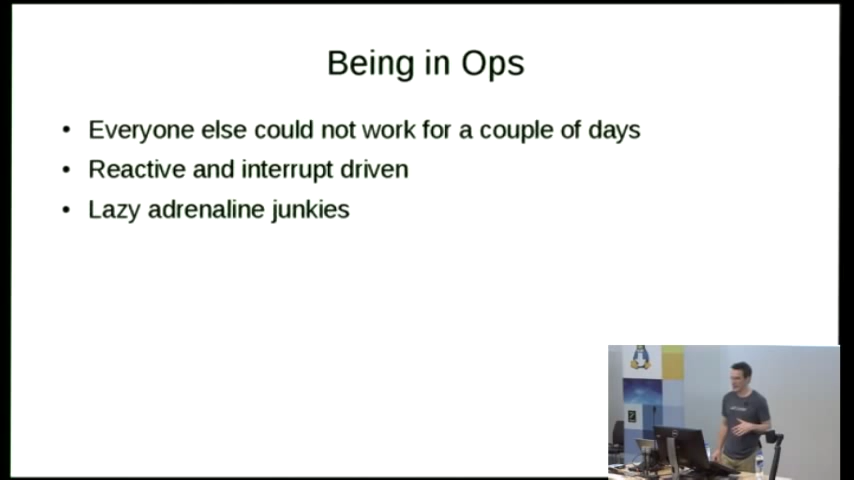 Being in Ops
• Everyone else could not work for a couple of days
• Reactive and interrupt driven
• Lazy adrenaline junkies